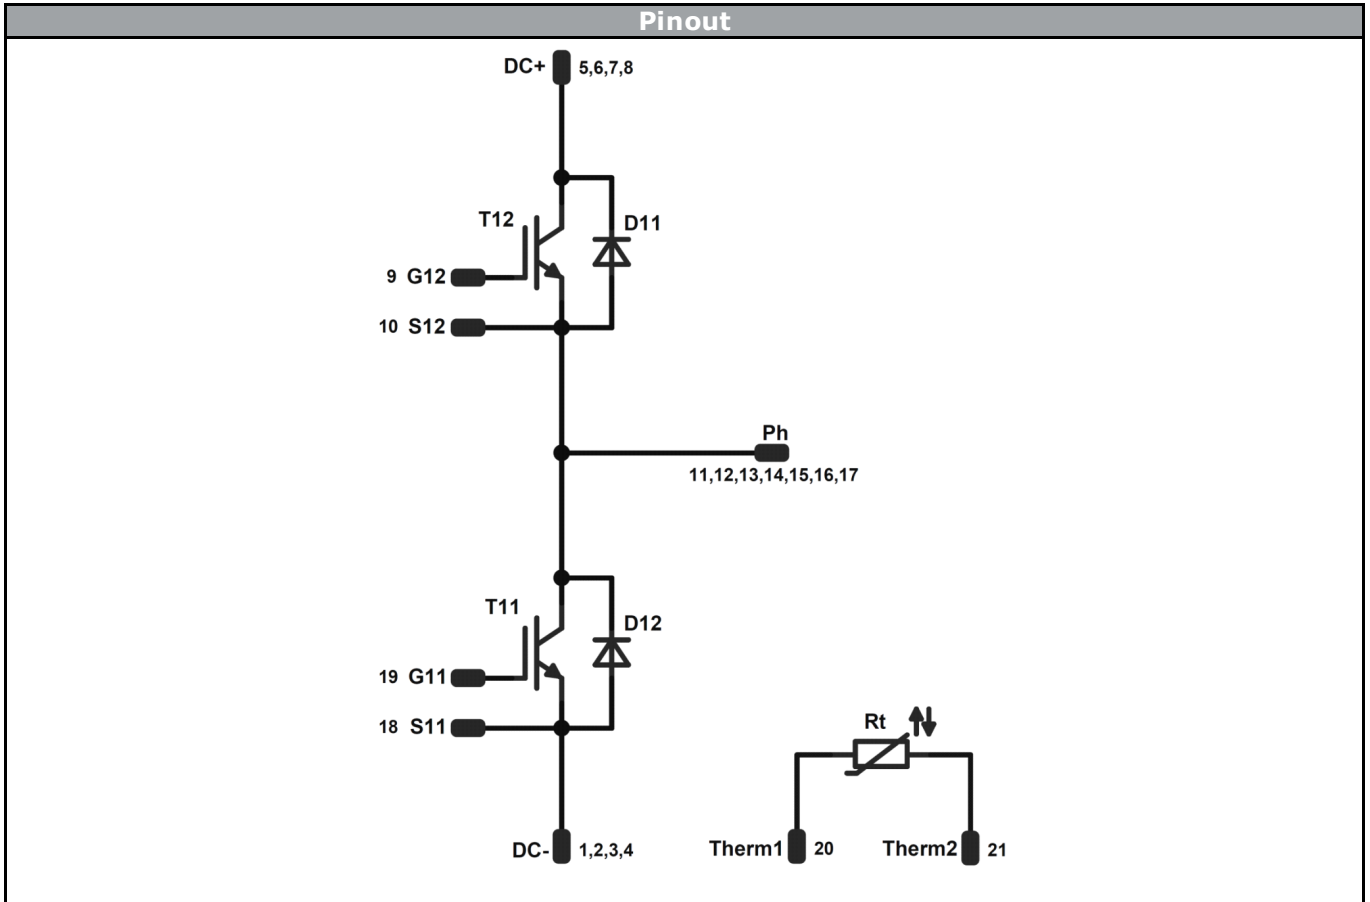 Pinout
DC+ 5,6,7,8
T12
D11
9 G12
10 S12
Ph
11,12,13,14,15,16,17
T11
D12
19 G11
18 S11
Rt
DC- 1,2,3,4
Therm1 20
Therm2 21